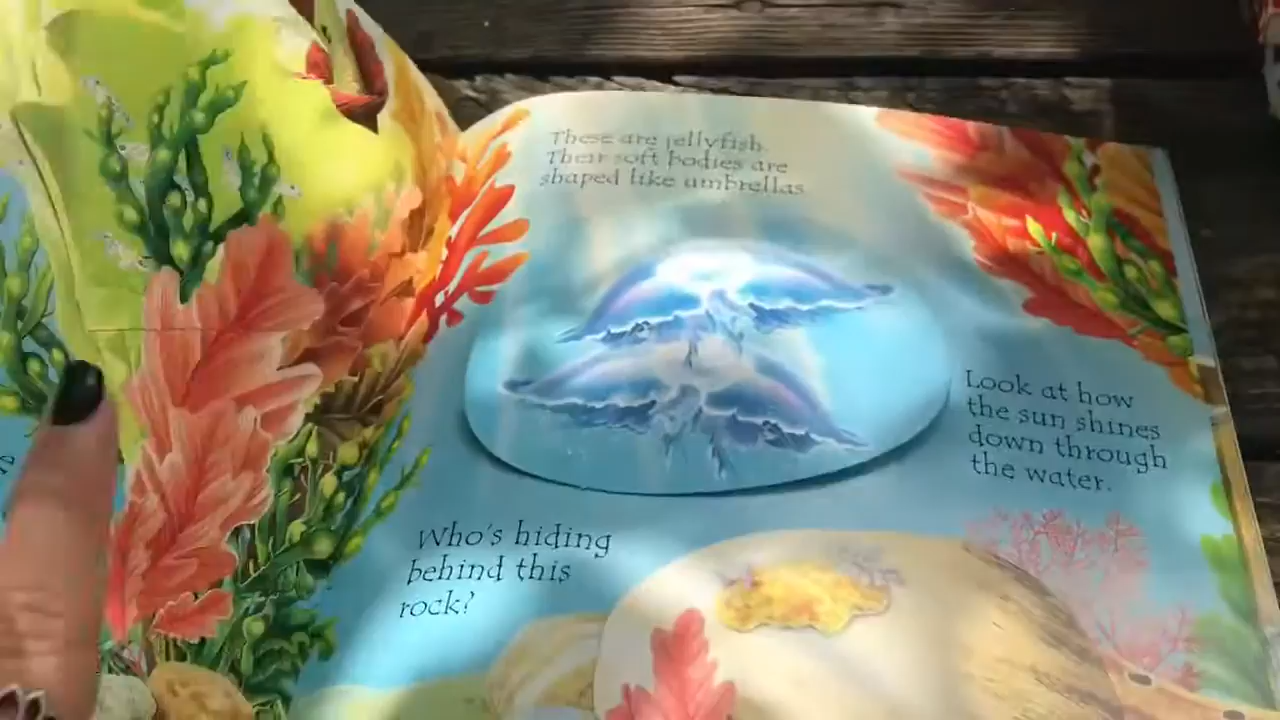 These are jellyfish.
Their soft bodies are
shaped like umbrellas
Look at how
the sun shines
down through
the water.
Who's hiding
behind this
rock?